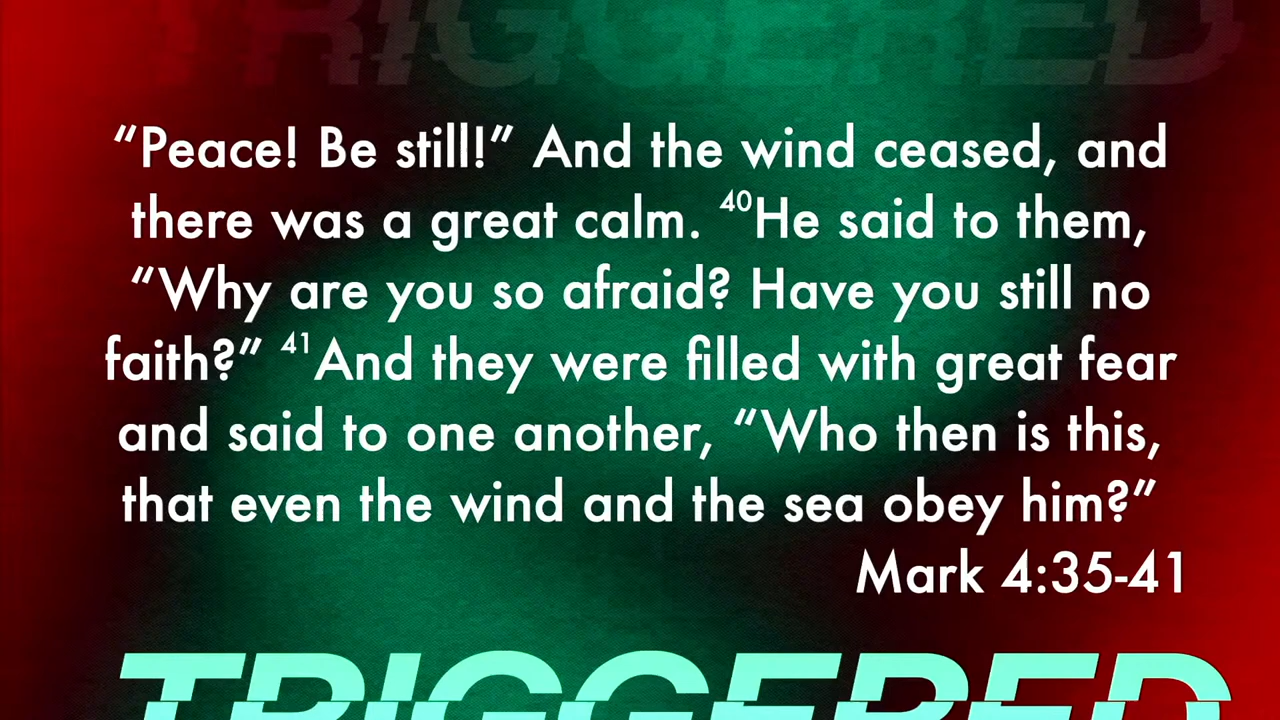 TRIGGERED
“Peace! Be still!” And the wind ceased, and
there was a great calm. ⁴⁰He said to them,
“Why are you so afraid? Have you still no
faith?” ⁴¹And they were filled with great fear
and said to one another, “Who then is this,
that even the wind and the sea obey him?”
Mark 4:35-41
TRIGGERED